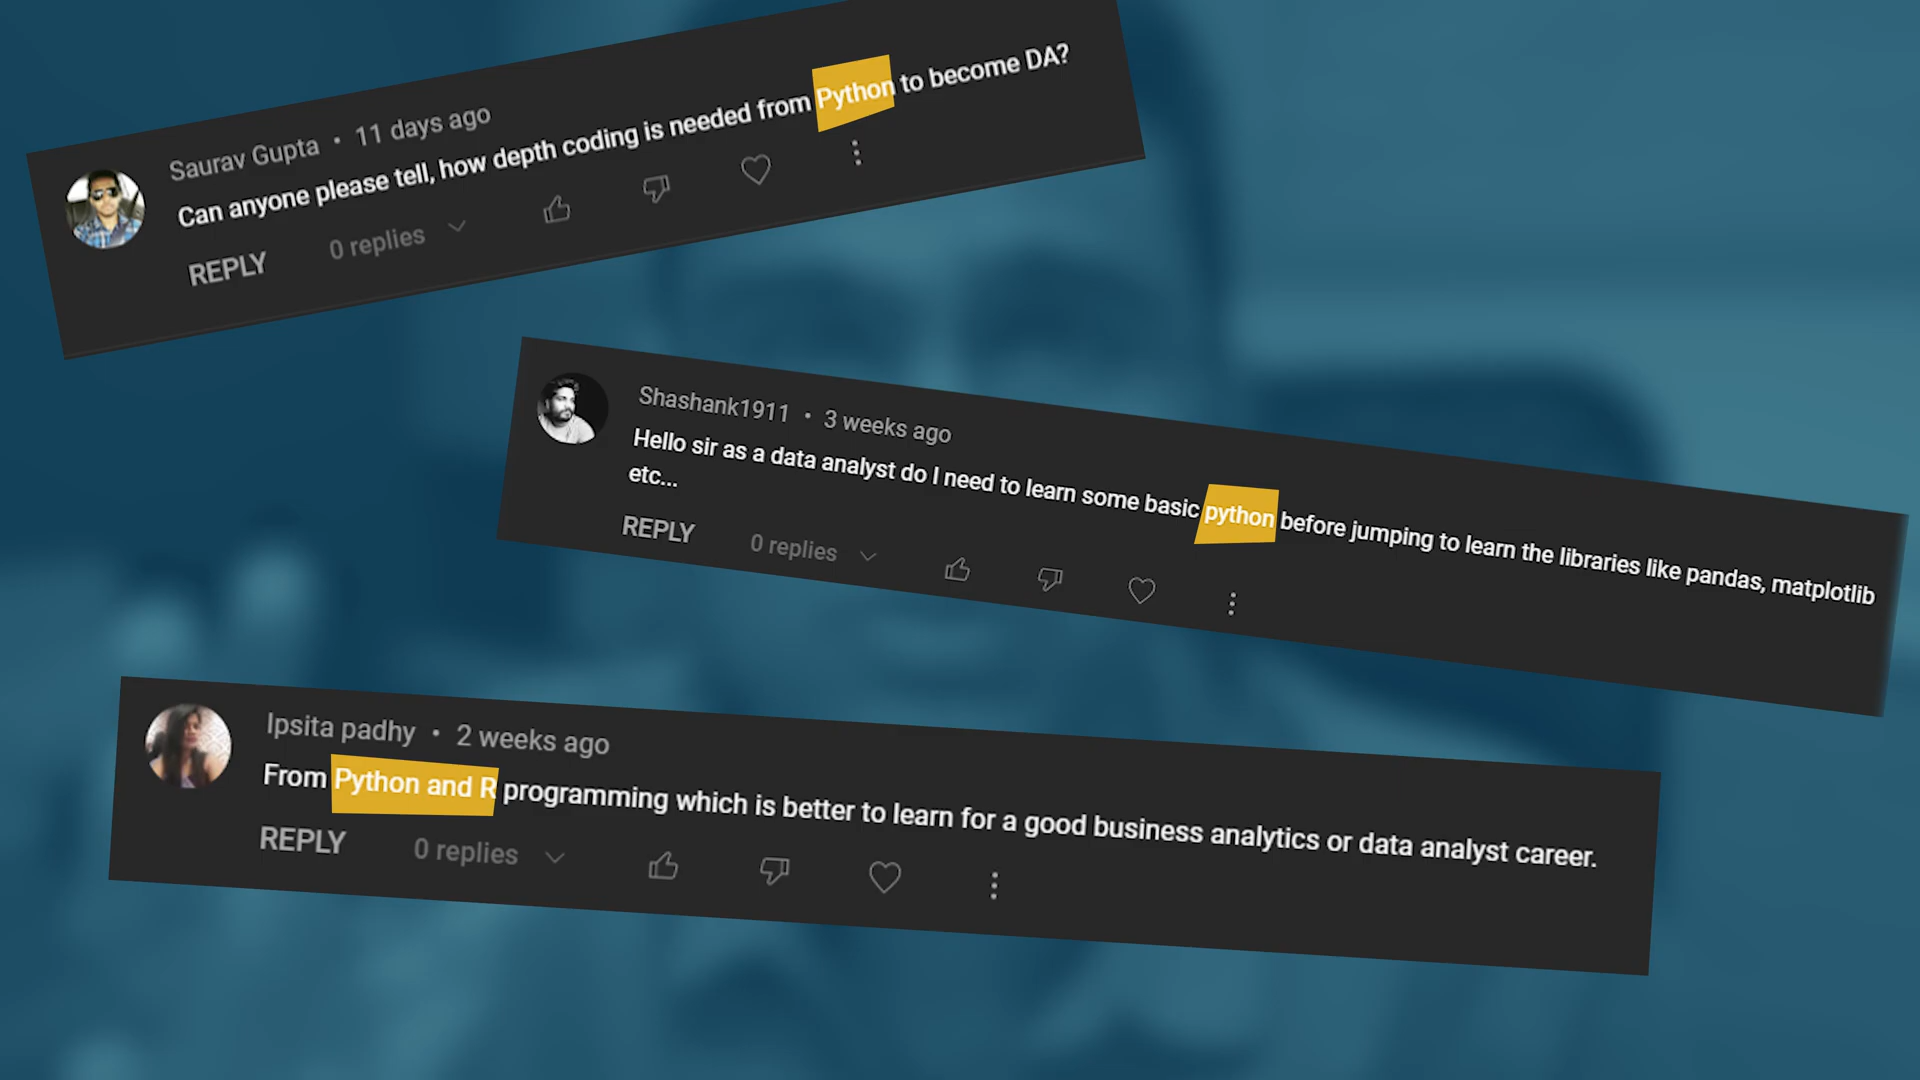 Saurav Gupta • 11 days ago
Can anyone please tell, how depth coding is needed from Python to become DA?
REPLY 0 replies
Shashank1911 • 3 weeks ago
Hello sir as a data analyst do I need to learn some basic python before jumping to learn the libraries like pandas, matplotlib
etc...
REPLY 0 replies
Ipsita padhy • 2 weeks ago
From Python and R programming which is better to learn for a good business analytics or data analyst career.
REPLY 0 replies